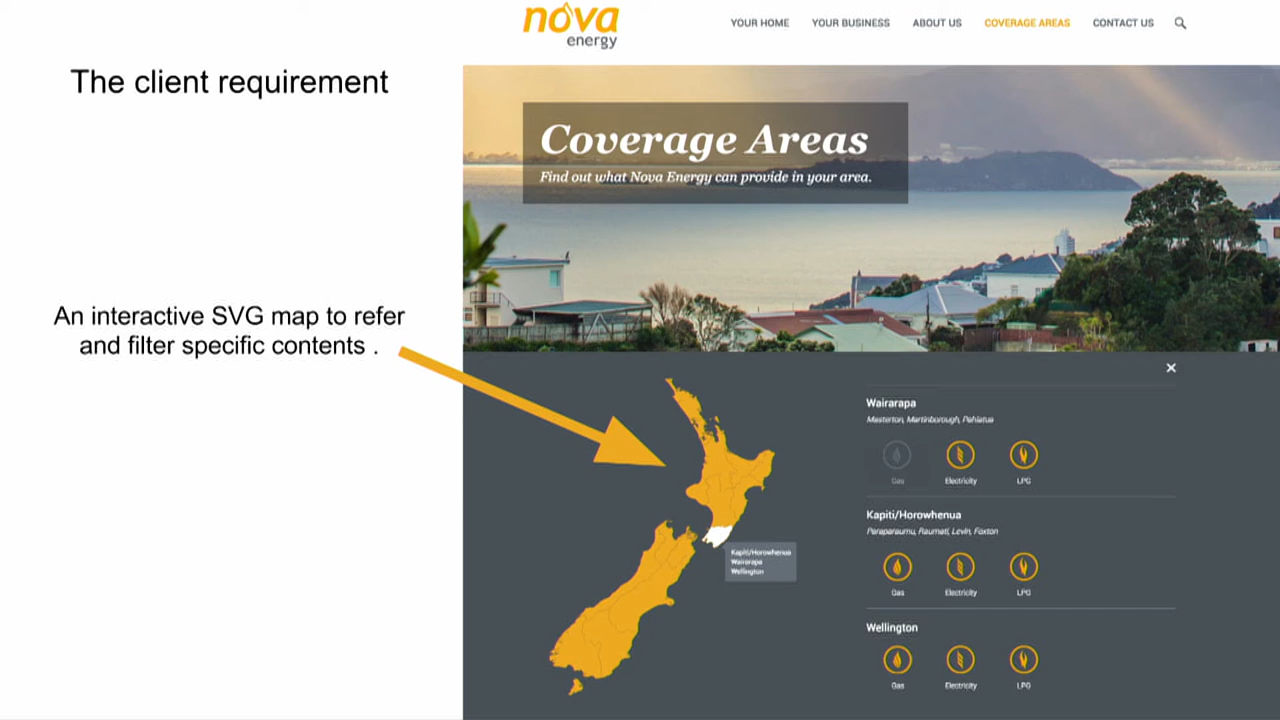 The client requirement
An interactive SVG map to refer
and filter specific contents .
nova
energy
YOUR HOME YOUR BUSINESS ABOUT US COVERAGE AREAS CONTACT US
Coverage Areas
Find out what Nova Energy can provide in your area.
Kapiti/Horowhenua
Wairarapa
Wellington
Wairarapa
Masterton, Martinborough, Pahiatua
Gas Electricity LPG
Kapiti/Horowhenua
Paraparaumu, Raumati, Levin, Foxton
Gas Electricity LPG
Wellington
Gas Electricity LPG